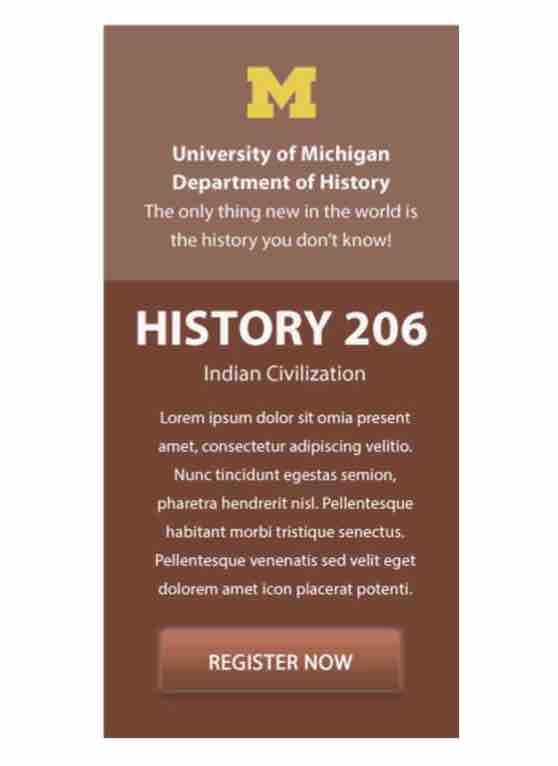 M
University of Michigan
Department of History
The only thing new in the world is
the history you don't know!
HISTORY 206
Indian Civilization
Lorem ipsum dolor sit omia present
amet, consectetur adipiscing velitio.
Nunc tincidunt egestas semion,
pharetra hendrerit nisl. Pellentesque
habitant morbi tristique senectus.
Pellentesque venenatis sed velit eget
dolorem amet icon placerat potenti.
REGISTER NOW